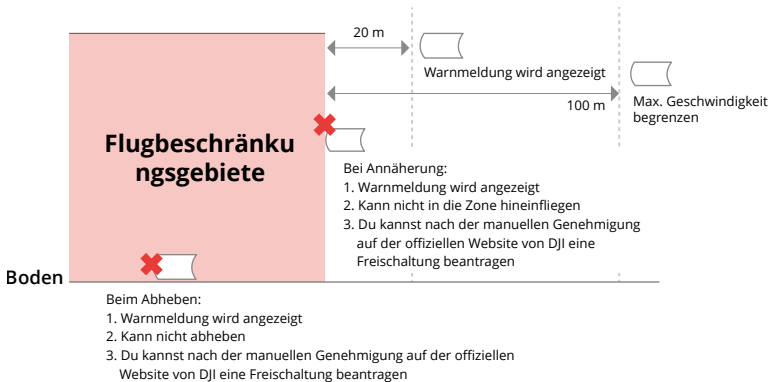 20 m
Warnmeldung wird angezeigt
100 m
Max. Geschwindigkeit
begrenzen
Flugbeschränku
ngsgebiete
Bei Annäherung:
1. Warnmeldung wird angezeigt
2. Kann nicht in die Zone hineinfliegen
3. Du kannst nach der manuellen Genehmigung
auf der offiziellen Website von DJI eine
Freischaltung beantragen
Boden
Beim Abheben:
1. Warnmeldung wird angezeigt
2. Kann nicht abheben
3. Du kannst nach der manuellen Genehmigung auf der offiziellen
Website von DJI eine Freischaltung beantragen